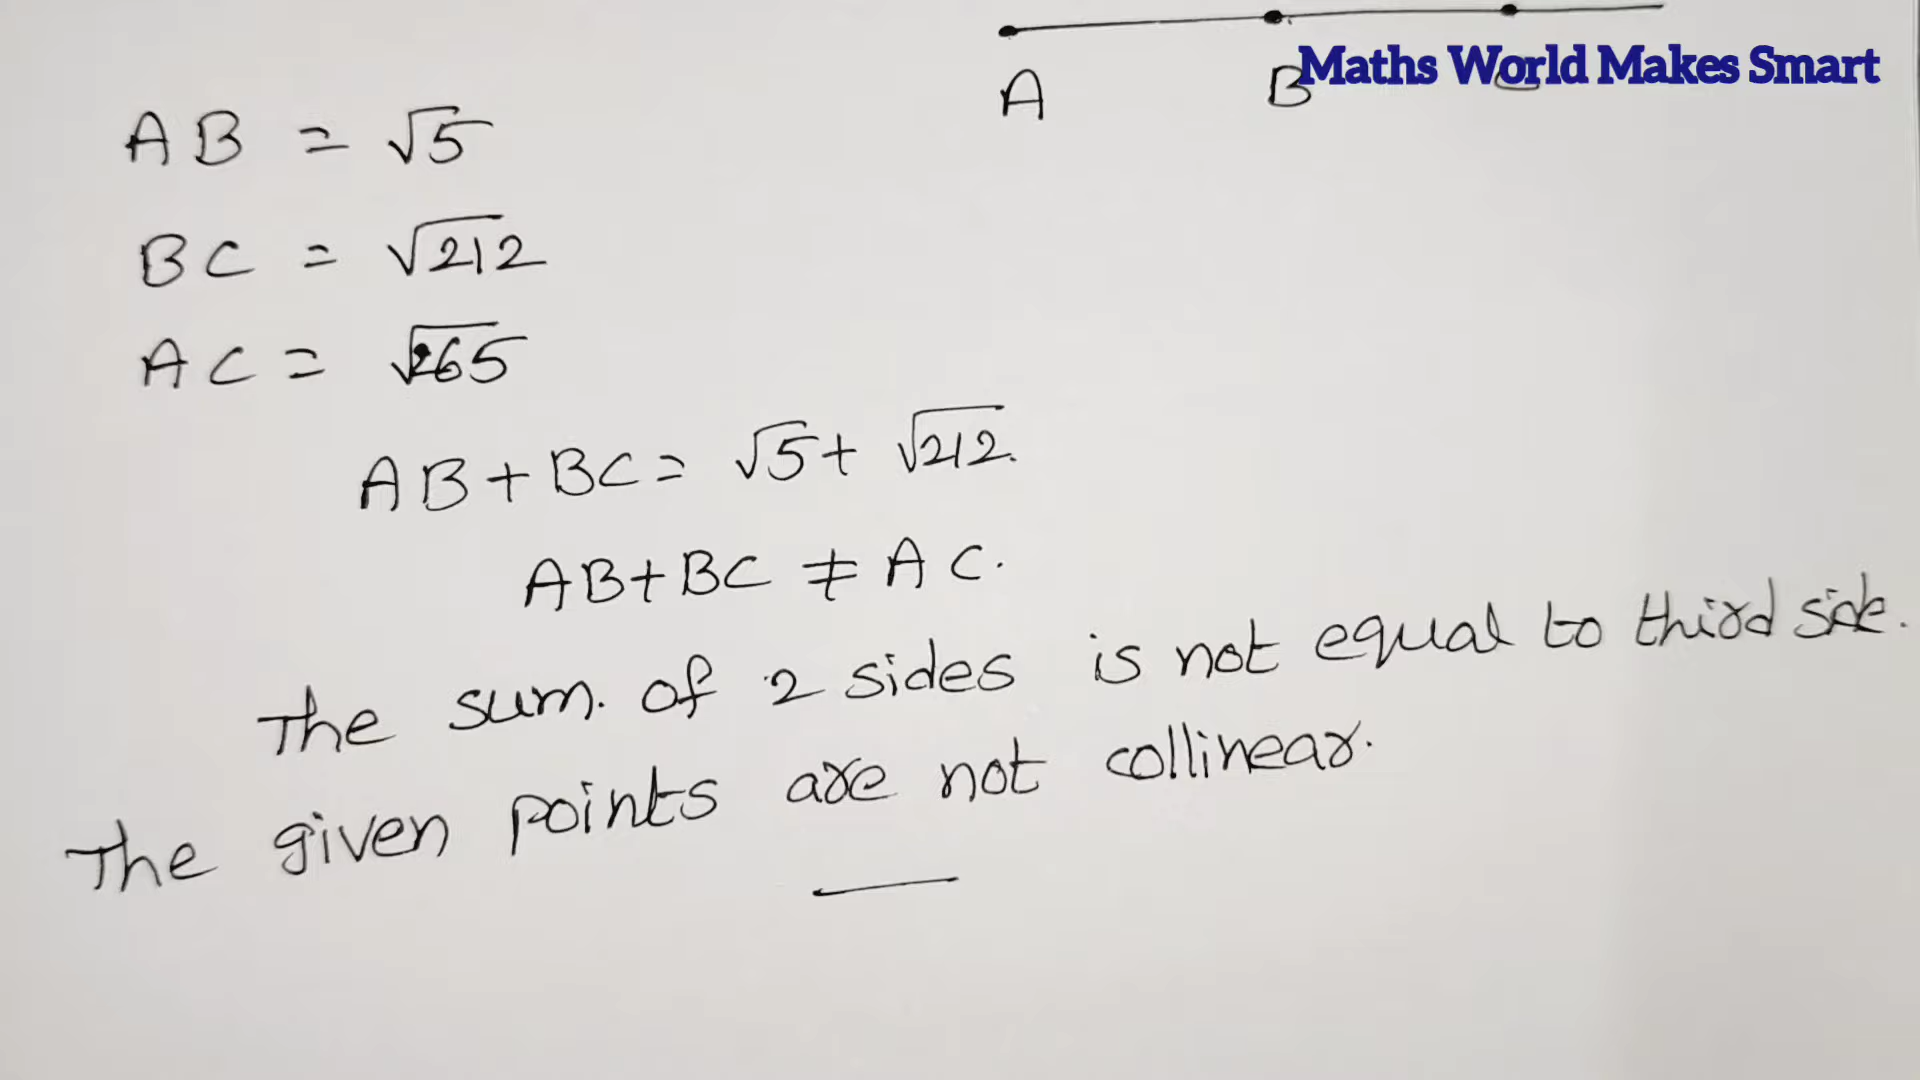 A B C
Maths World Makes Smart
AB = √5
BC = √212
AC = √265
AB + BC = √5 + √212.
AB + BC ≠ AC.
The sum. of 2 sides is not equal to third side.
The given points are not collinear.